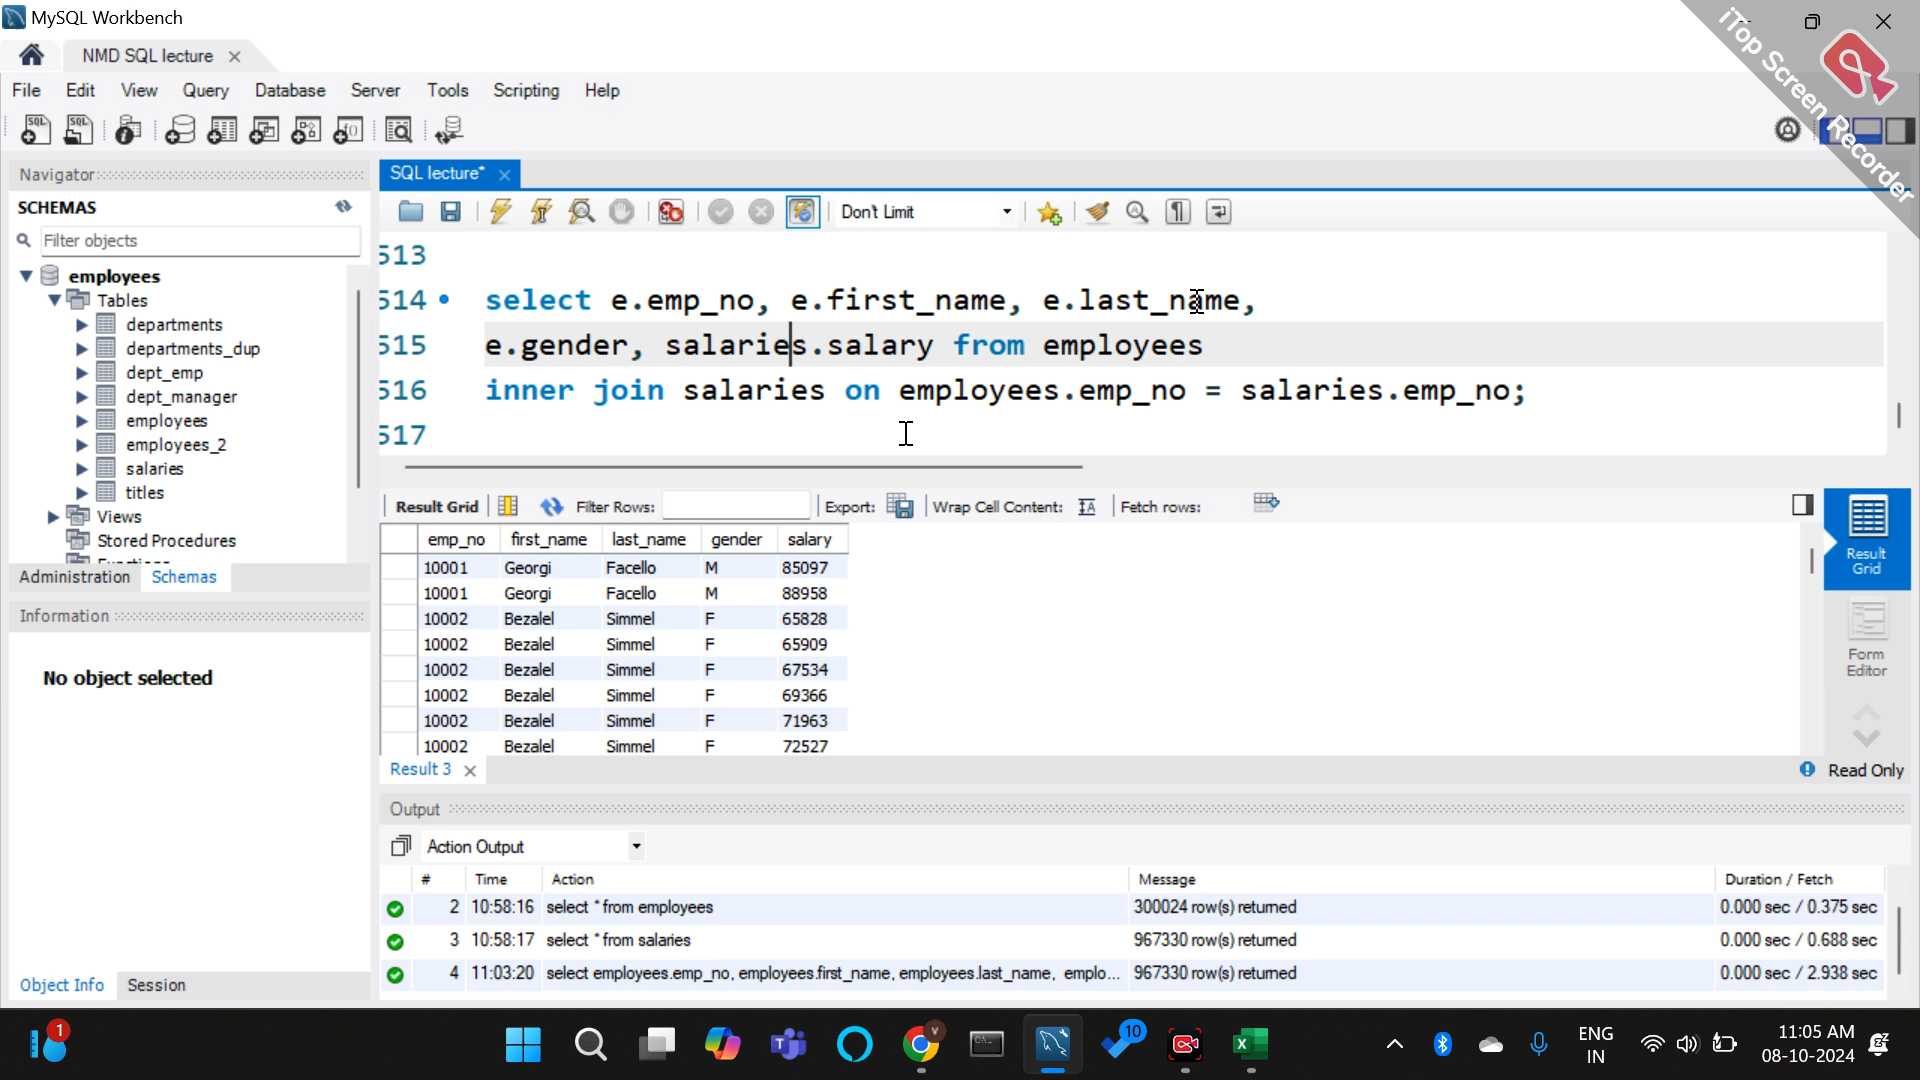 MySQL Workbench
NMD SQL lecture
File Edit View Query Database Server Tools Scripting Help
iTop Screen Recorder
Navigator
SCHEMAS
Filter objects
employees
Tables
departments
departments_dup
dept_emp
dept_manager
employees
employees_2
salaries
titles
Views
Stored Procedures
Administration Schemas
Information
No object selected
Object Info Session
SQL lecture*
Don't Limit
513
514 select e.emp_no, e.first_name, e.last_name,
515 e.gender, salaries.salary from employees
516 inner join salaries on employees.emp_no = salaries.emp_no;
517
Result Grid Filter Rows: Export: Wrap Cell Content: Fetch rows:
emp_no first_name last_name gender salary
10001 Georgi Facello M 85097
10001 Georgi Facello M 88958
10002 Bezalel Simmel F 65828
10002 Bezalel Simmel F 65909
10002 Bezalel Simmel F 67534
10002 Bezalel Simmel F 69366
10002 Bezalel Simmel F 71963
10002 Bezalel Simmel F 72527
Result
Grid
Form
Editor
Result 3
Read Only
Output
Action Output
# Time Action Message Duration / Fetch
2 10:58:16 select * from employees 300024 row(s) returned 0.000 sec / 0.375 sec
3 10:58:17 select * from salaries 967330 row(s) returned 0.000 sec / 0.688 sec
4 11:03:20 select employees.emp_no, employees.first_name, employees.last_name, emplo... 967330 row(s) returned 0.000 sec / 2.938 sec
1
V
10
ENG
IN
11:05 AM
08-10-2024